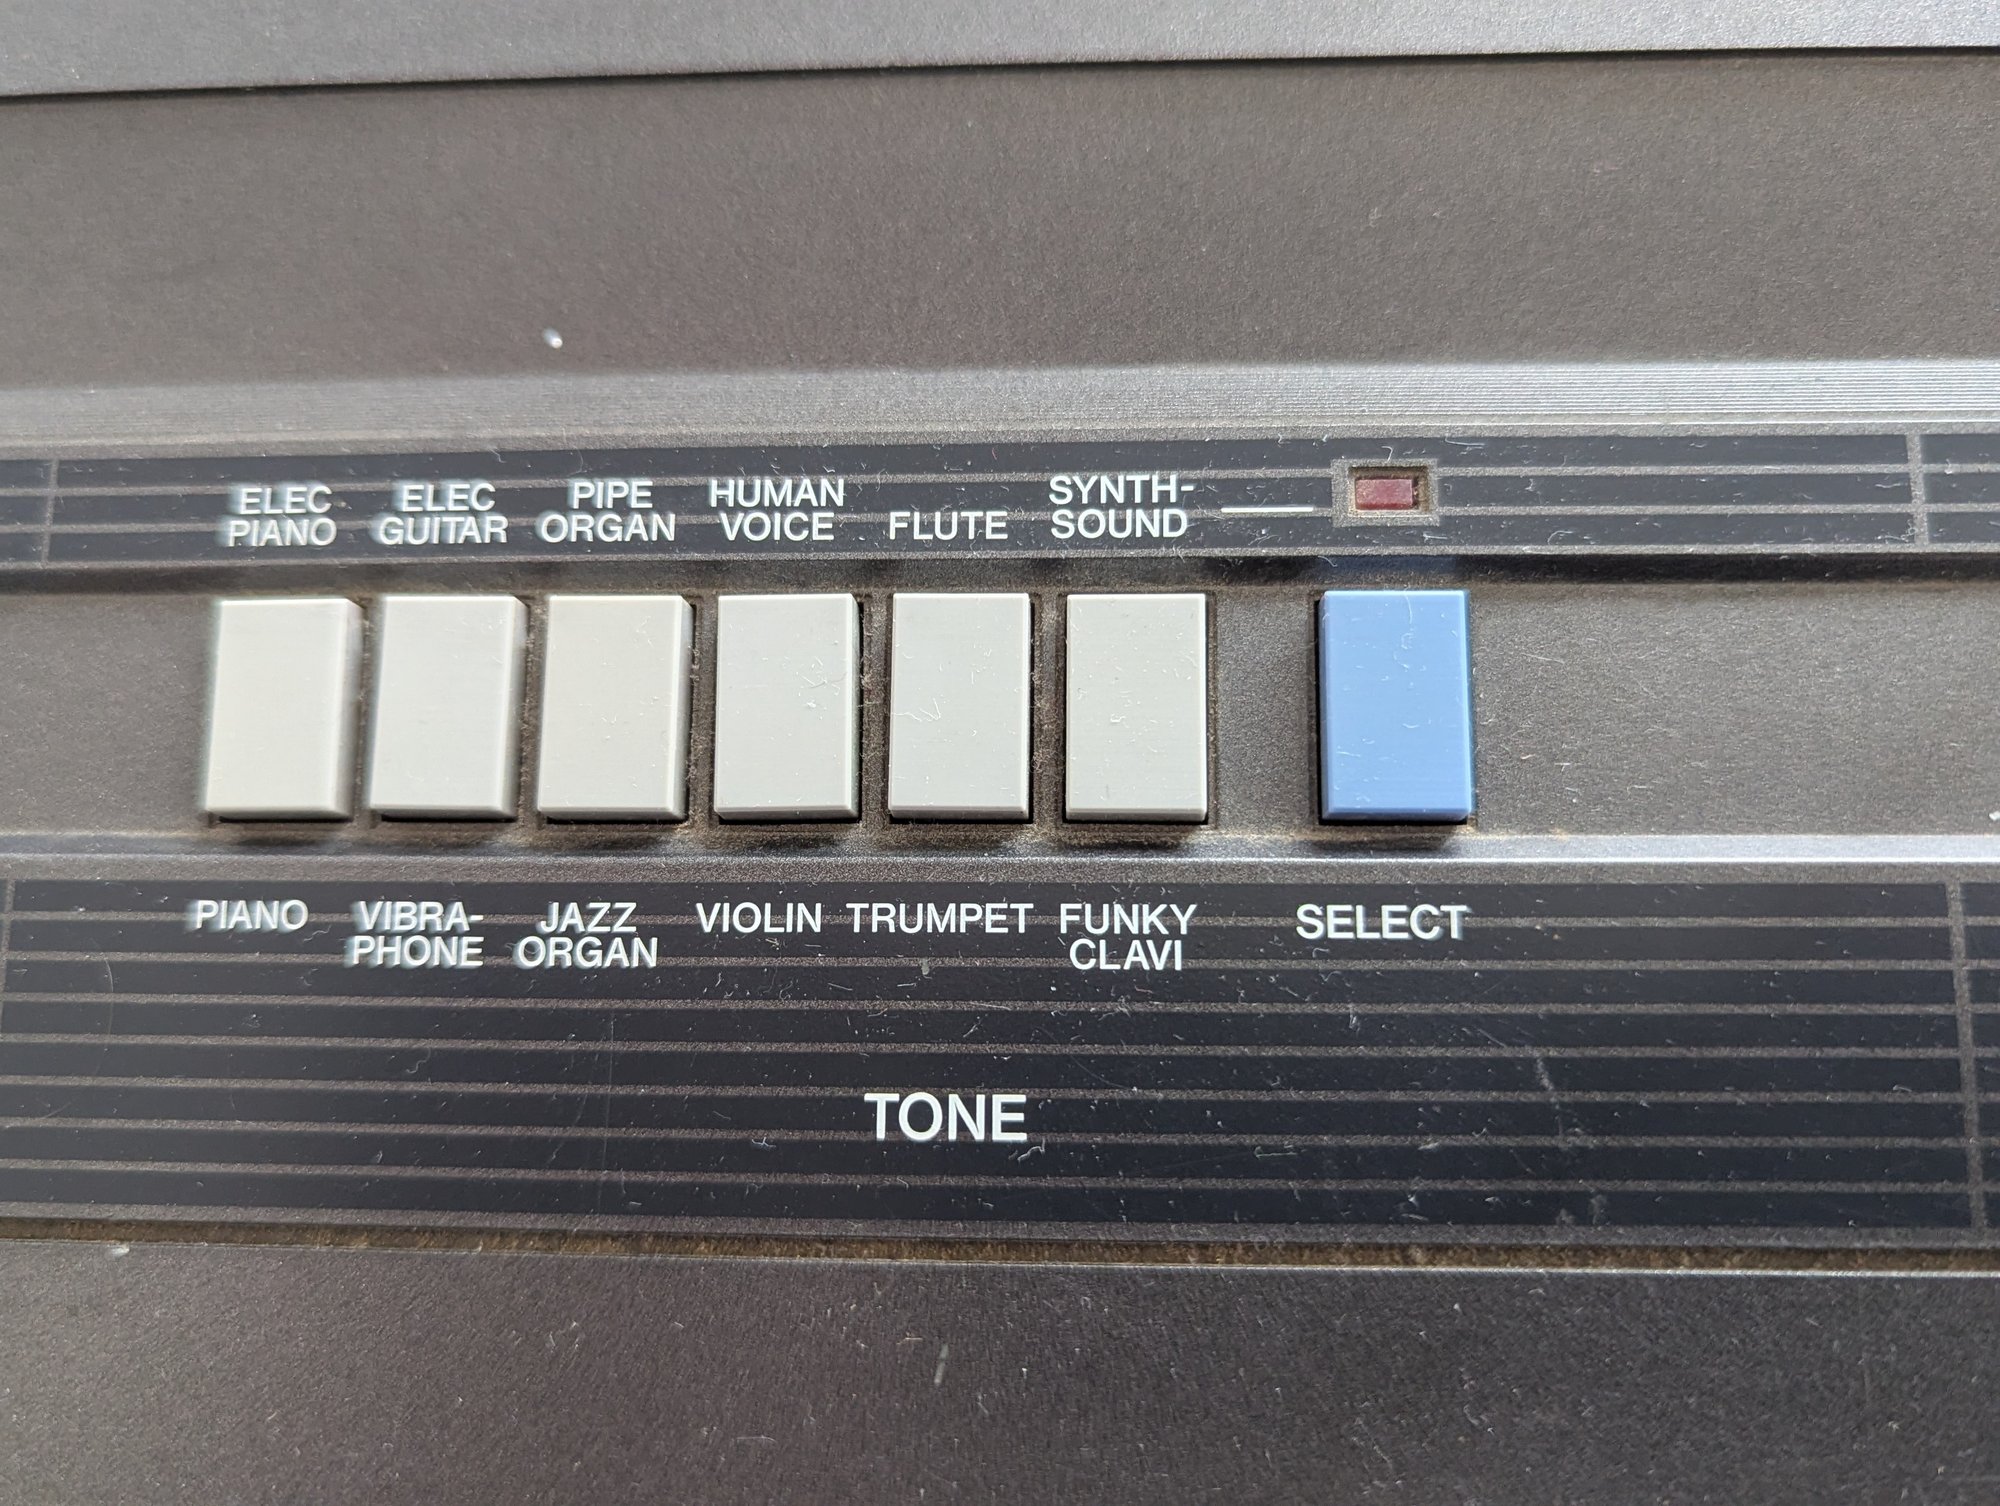 ELEC PIANO
ELEC GUITAR
PIPE ORGAN
HUMAN VOICE
FLUTE
SYNTH-SOUND
PIANO
VIBRA-PHONE
JAZZ ORGAN
VIOLIN
TRUMPET
FUNKY CLAVI
SELECT
TONE